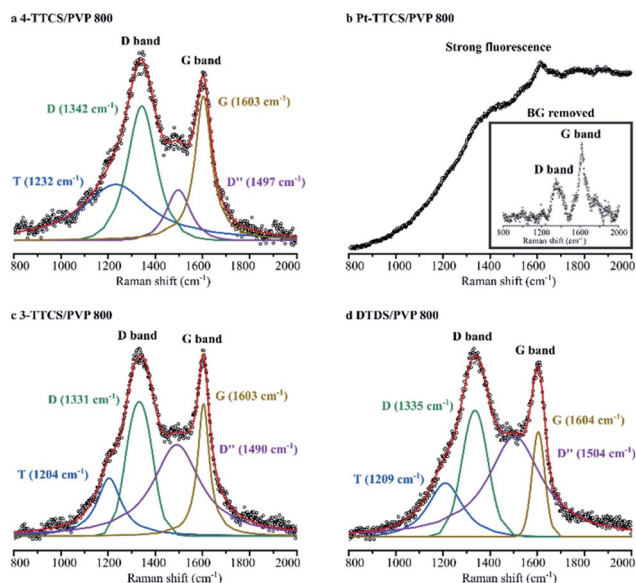 a 4-TTCS/PVP 800
D band
G band
D (1342 cm-1)
G (1603 cm-1)
T (1232 cm-1)
D" (1497 cm-1)
800 1000 1200 1400 1600 1800 2000
Raman shift (cm-1)
b Pt-TTCS/PVP 800
Strong fluorescence
BG removed
G band
D band
800 1200 1600 2000
Raman shift (cm-1)
800 1000 1200 1400 1600 1800 2000
Raman shift (cm-1)
c 3-TTCS/PVP 800
D band
G band
D (1331 cm-1)
G (1603 cm-1)
D" (1490 cm-1)
T (1204 cm-1)
800 1000 1200 1400 1600 1800 2000
Raman shift (cm-1)
d DTDS/PVP 800
D band
G band
D (1335 cm-1)
G (1604 cm-1)
D" (1504 cm-1)
T (1209 cm-1)
800 1000 1200 1400 1600 1800 2000
Raman shift (cm-1)